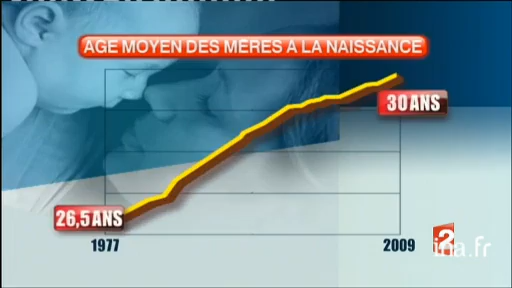 AGE MOYEN DES MERES A LA NAISSANCE
30 ANS
26,5 ANS
1977
2009
2
ina.fr